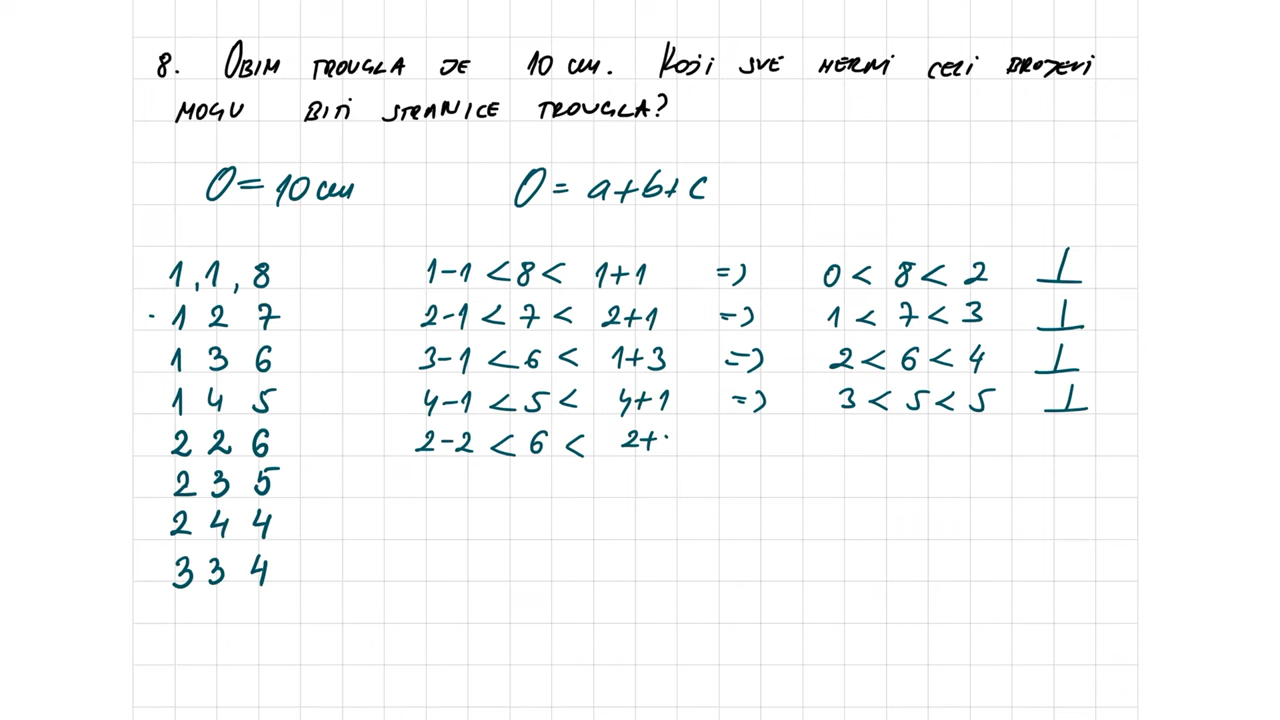 8. OBIM TROUGLA JE 10 cm. KOJI SVE MERNI CELI BROJEVI
MOGU BITI STRANICE TROUGLA?
O = 10 cm O = a+b+c
1,1,8 1-1 < 8 < 1+1 => 0 < 8 < 2 ⊥
· 1 2 7 2-1 < 7 < 2+1 => 1 < 7 < 3 ⊥
1 3 6 3-1 < 6 < 1+3 => 2 < 6 < 4 ⊥
1 4 5 4-1 < 5 < 4+1 => 3 < 5 < 5 ⊥
2 2 6 2-2 < 6 < 2+
2 3 5
2 4 4
3 3 4